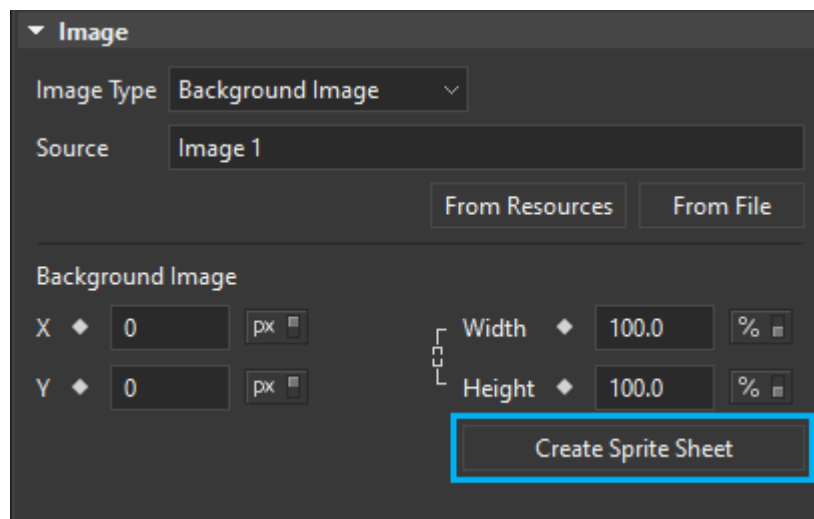 Image
Image Type Background Image
Source Image 1
From Resources From File
Background Image
X 0 px Width 100.0 %
Y 0 px Height 100.0 %
Create Sprite Sheet